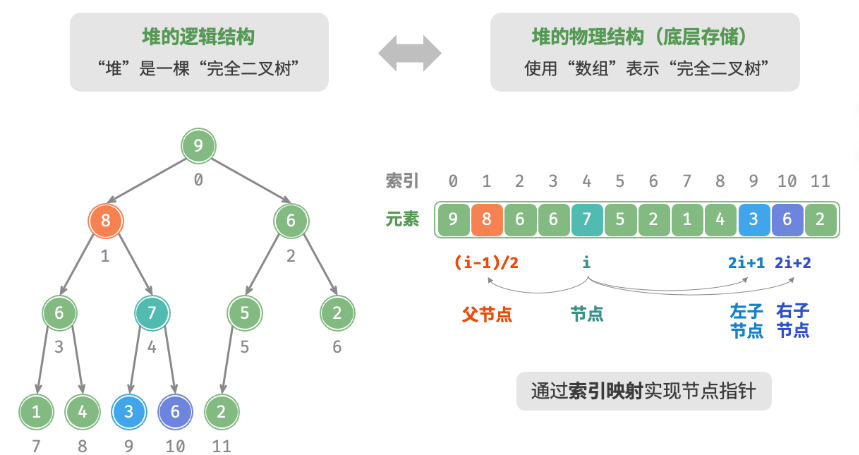 堆的逻辑结构
“堆”是一棵“完全二叉树”
堆的物理结构（底层存储）
使用“数组”表示“完全二叉树”
9
0
8 6
1 2
6 7 5 2
3 4 5 6
1 4 3 6 2
7 8 9 10 11
索引 0 1 2 3 4 5 6 7 8 9 10 11
元素 9 8 6 6 7 5 2 1 4 3 6 2
(i-1)/2 i 2i+1 2i+2
父节点 节点 左子节点 右子节点
通过索引映射实现节点指针